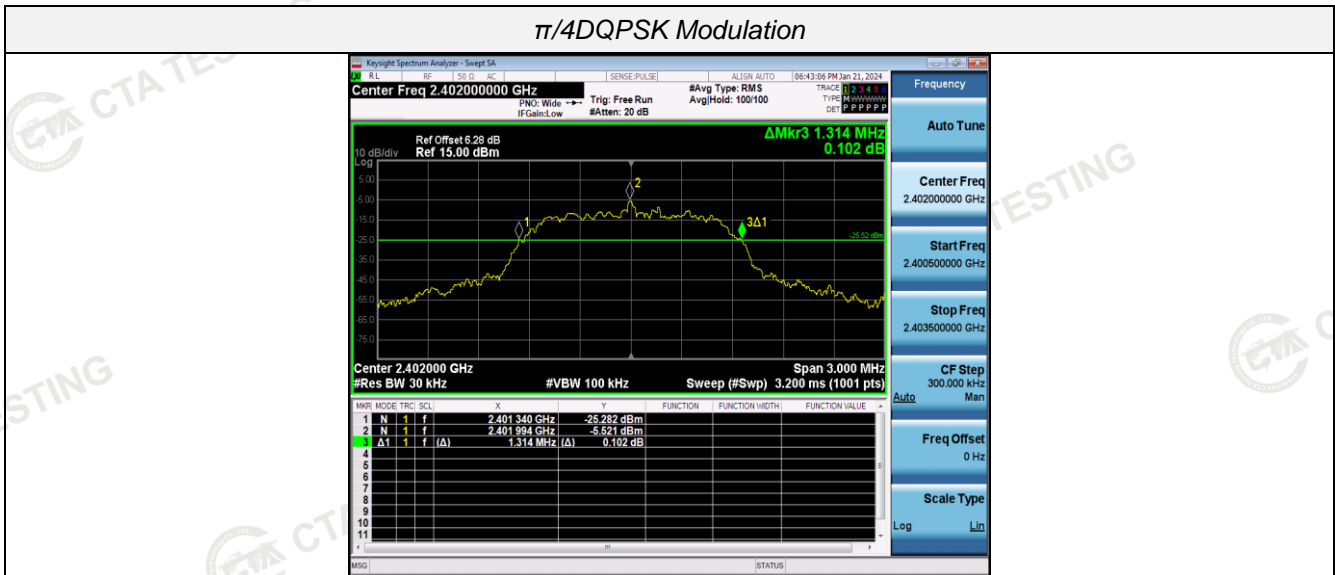 π/4DQPSK Modulation
Keysight Spectrum Analyzer - Swept SA
RL RF 50 Ω AC SENSE:PULSE ALIGN AUTO 06:43:06 PM Jan 21, 2024
Center Freq 2.402000000 GHz
PNO: Wide
IFGain:Low
Trig: Free Run
#Atten: 20 dB
#Avg Type: RMS
Avg|Hold: 100/100
TRACE 1 2 3 4 5 6
TYPE M W W W W W
DET P P P P P P
ΔMkr3 1.314 MHz
0.102 dB
Ref Offset 6.28 dB
10 dB/div Ref 15.00 dBm
Log
5.00
-5.00
-15.0
-25.0
-35.0
-45.0
-55.0
-65.0
-75.0
1
2
3Δ1
-25.52 dBm
Center 2.402000 GHz Span 3.000 MHz
#Res BW 30 kHz #VBW 100 kHz Sweep (#Swp) 3.200 ms (1001 pts)
MKR MODE TRC SCL X Y FUNCTION FUNCTION WIDTH FUNCTION VALUE
1 N 1 f 2.401 340 GHz -25.282 dBm
2 N 1 f 2.401 994 GHz -5.521 dBm
3 Δ1 1 f (Δ) 1.314 MHz (Δ) 0.102 dB
4
5
6
7
8
9
10
11
MSG STATUS
Frequency
Auto Tune
Center Freq
2.402000000 GHz
Start Freq
2.400500000 GHz
Stop Freq
2.403500000 GHz
CF Step
300.000 kHz
Auto Man
Freq Offset
0 Hz
Scale Type
Log Lin
CTA TES
TESTING
ESTING
CTA
CTA